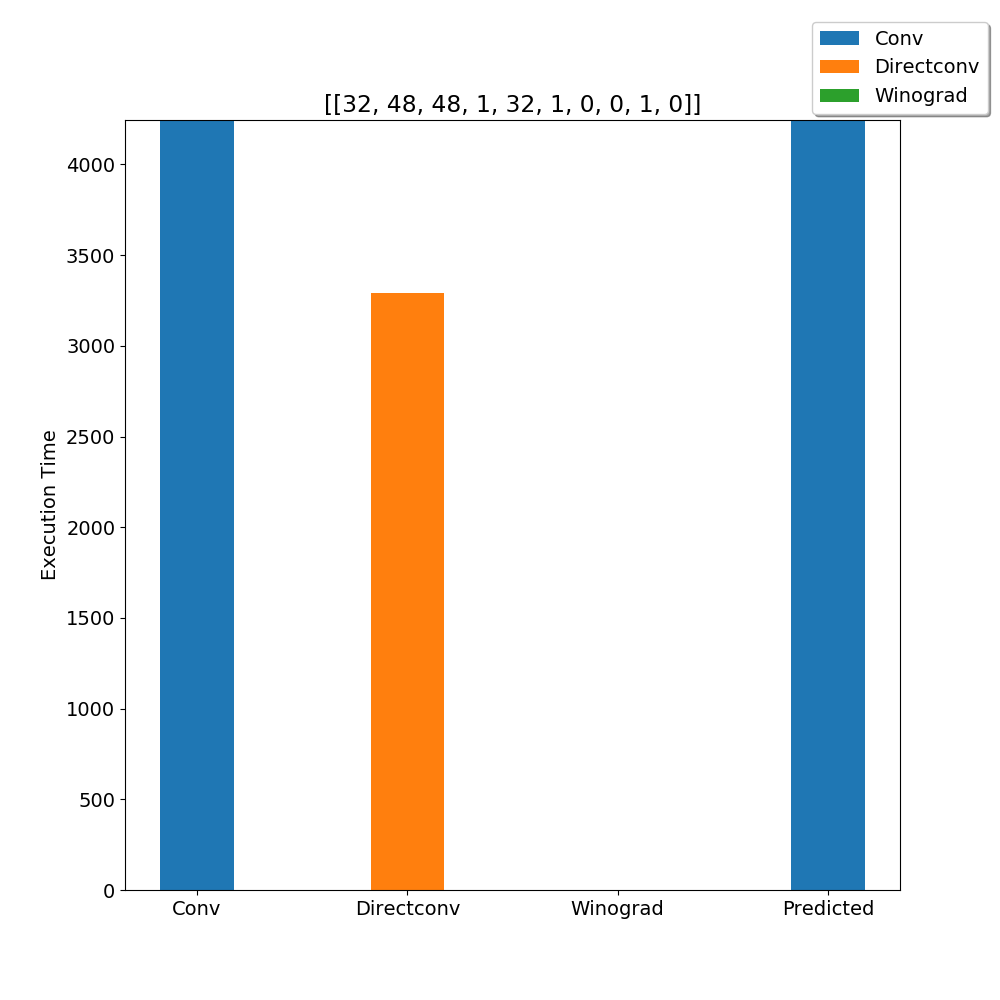 Conv
Directconv
Winograd
[[32, 48, 48, 1, 32, 1, 0, 0, 1, 0]]
Execution Time
4000
3500
3000
2500
2000
1500
1000
500
0
Conv Directconv Winograd Predicted